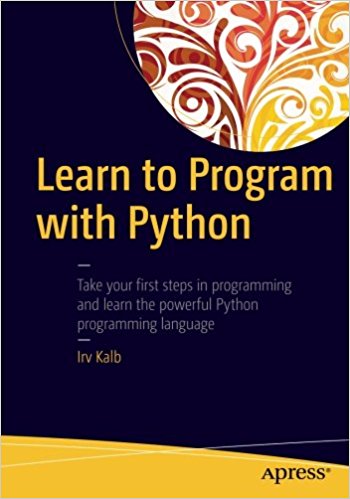 Learn to Program
with Python
—
Take your first steps in programming
and learn the powerful Python
programming language
—
Irv Kalb
Apress®